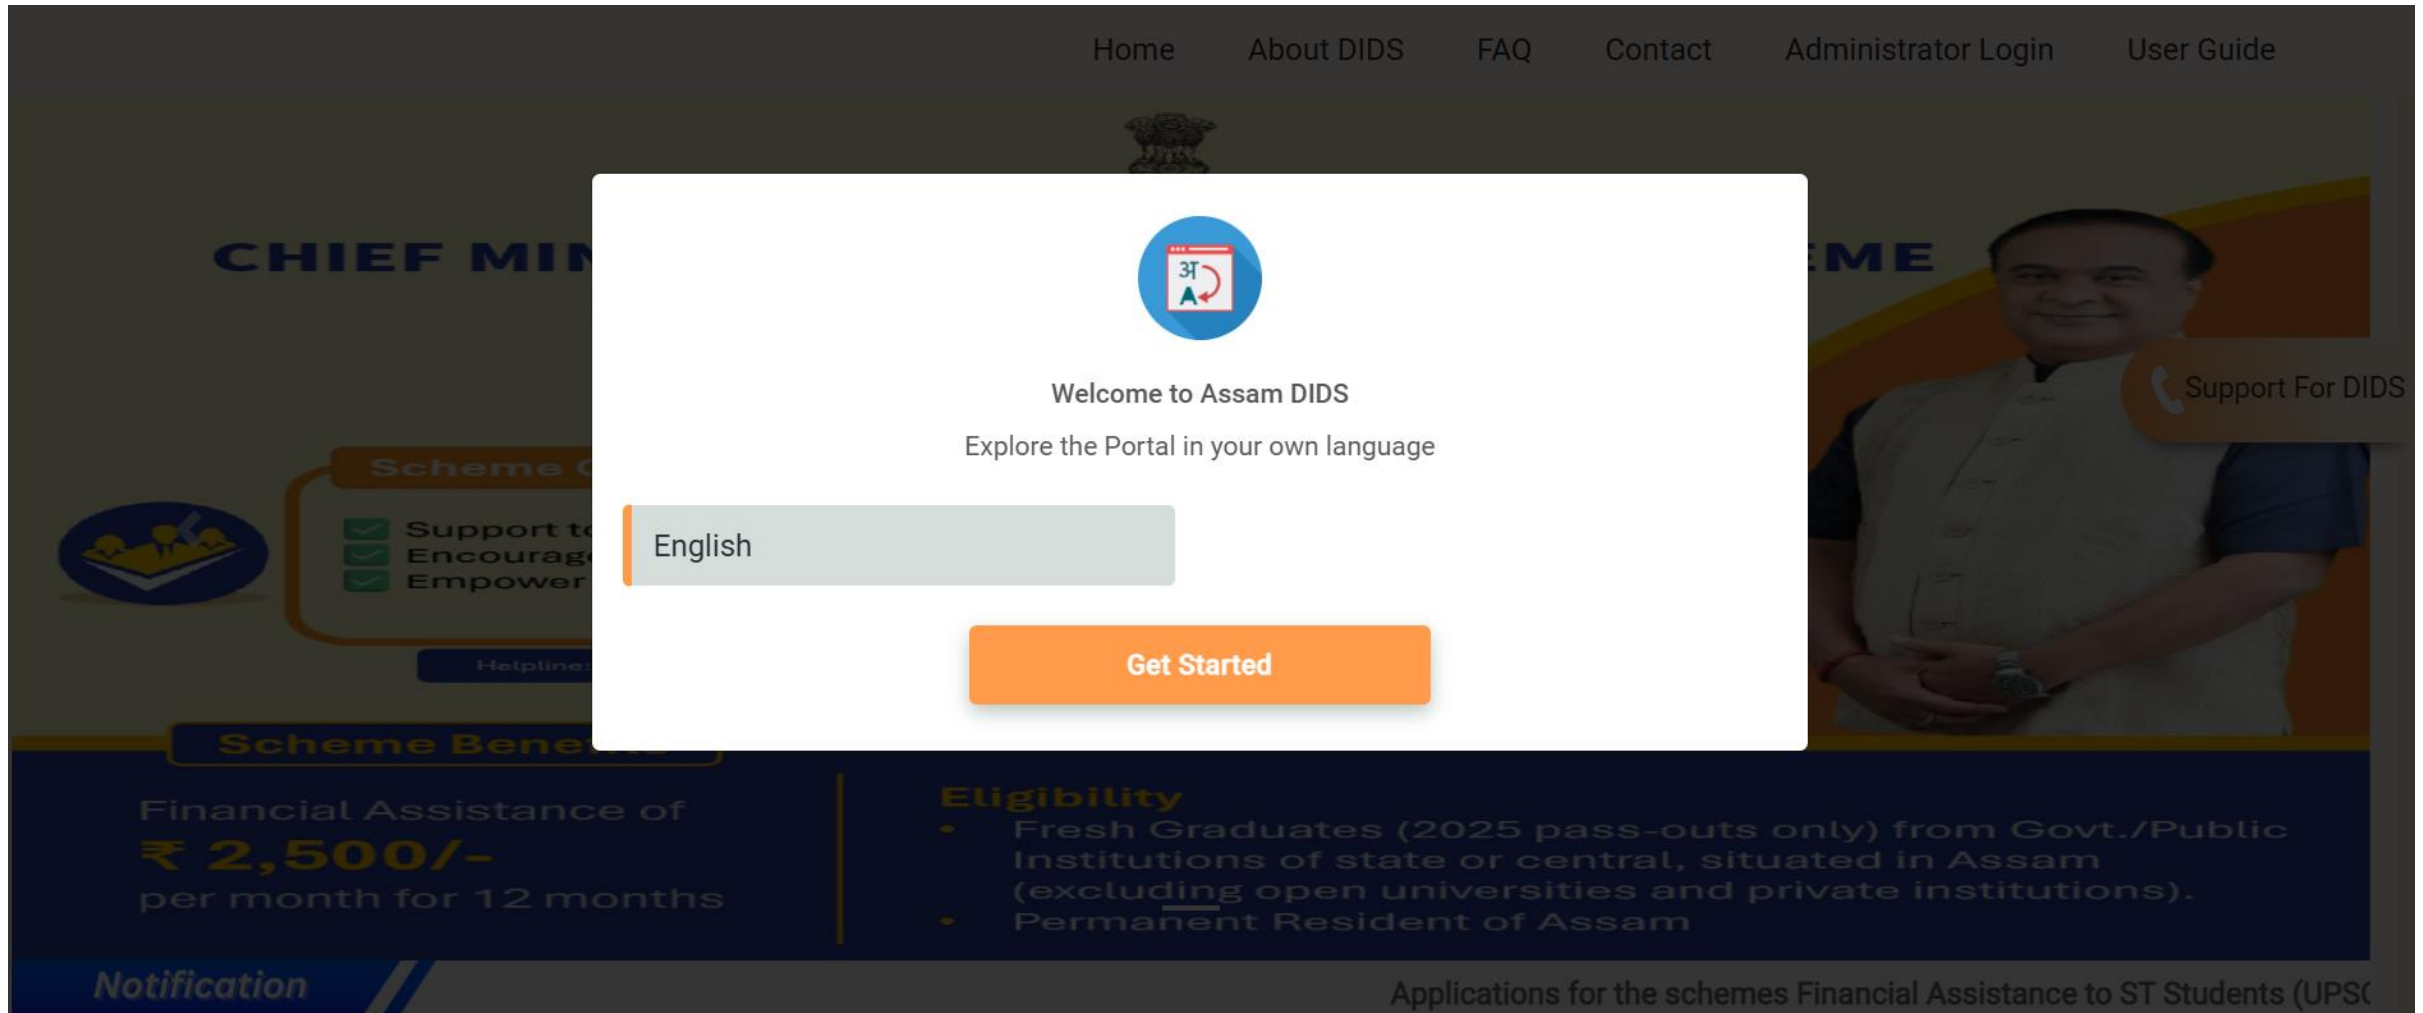 Home About DIDS FAQ Contact Administrator Login User Guide
CHIEF
अ
A
Welcome to Assam DIDS
Explore the Portal in your own language
Support For DIDS
Scheme
Support
English
Empower
Get Started
Helpline:
Scheme
Financial Assistance of
₹ 2,500/-
per month for 12 months
Eligibility
• Fresh Graduates (2025 pass-outs only) from Govt./Public
Institutions of state or central, situated in Assam
(excluding open universities and private institutions).
• Permanent Resident of Assam
Notification
Applications for the schemes Financial Assistance to ST Students